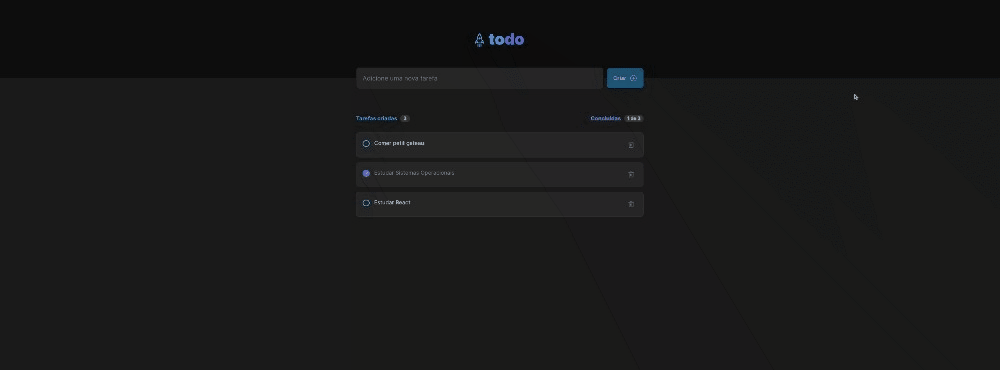 todo
Adicione uma nova tarefa
Criar
Tarefas criadas 3
Concluídas 1 de 3
Comer petit gateau
Estudar Sistemas Operacionais
Estudar React